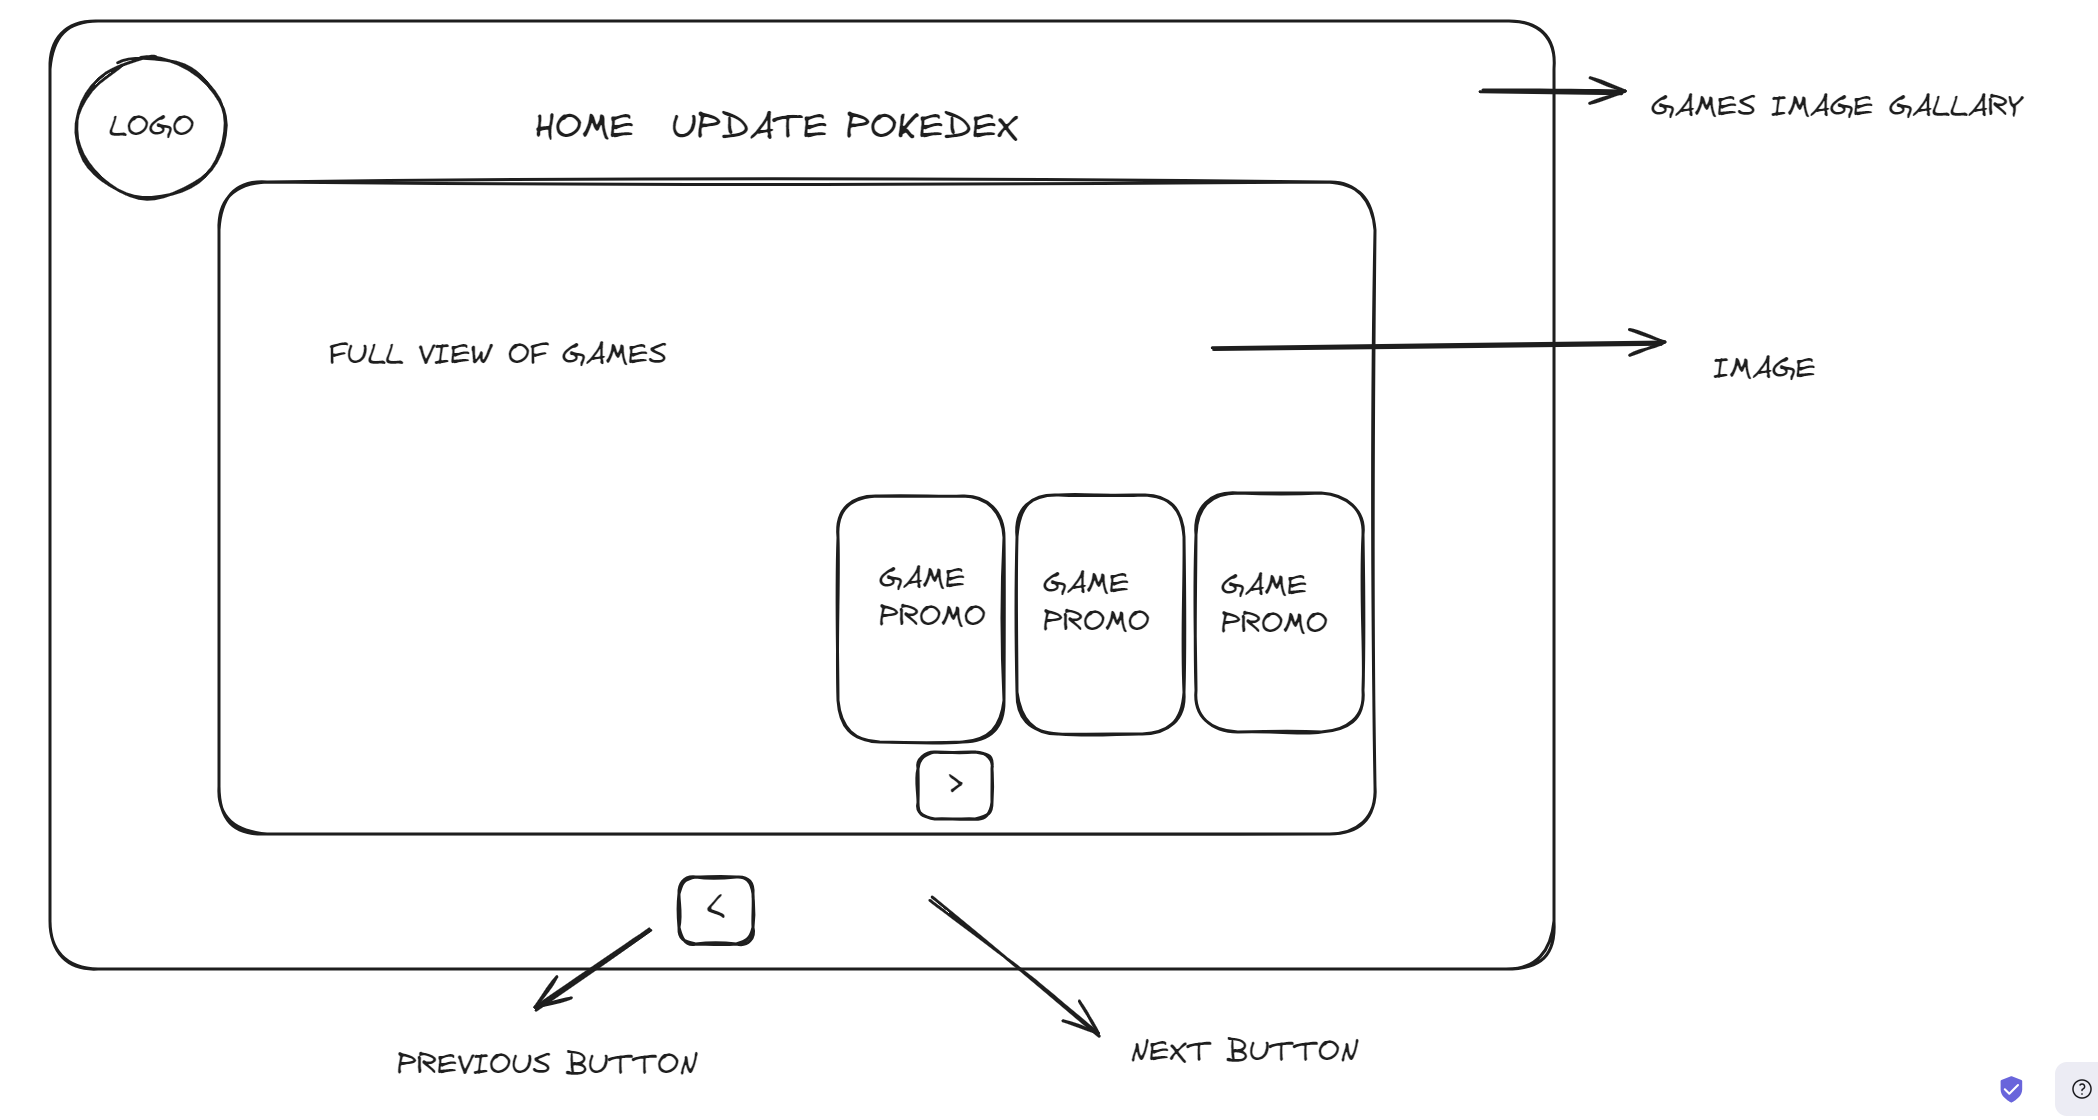 LOGO
HOME UPDATE POKEDEX
GAMES IMAGE GALLARY
FULL VIEW OF GAMES
IMAGE
GAME
PROMO
GAME
PROMO
GAME
PROMO
>
<
PREVIOUS BUTTON
NEXT BUTTON